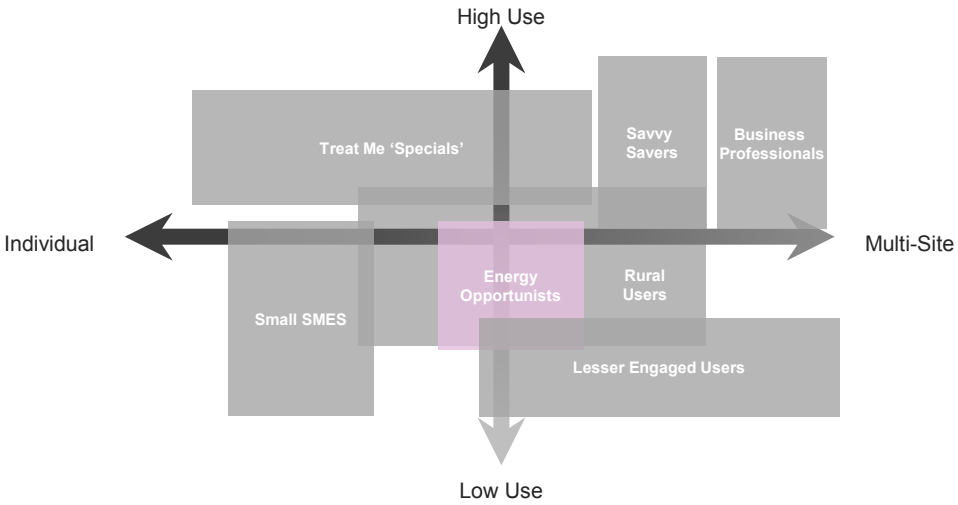 High Use
Treat Me ‘Specials’
Savvy
Savers
Business
Professionals
Individual
Multi-Site
Energy
Opportunists
Rural
Users
Small SMES
Lesser Engaged Users
Low Use